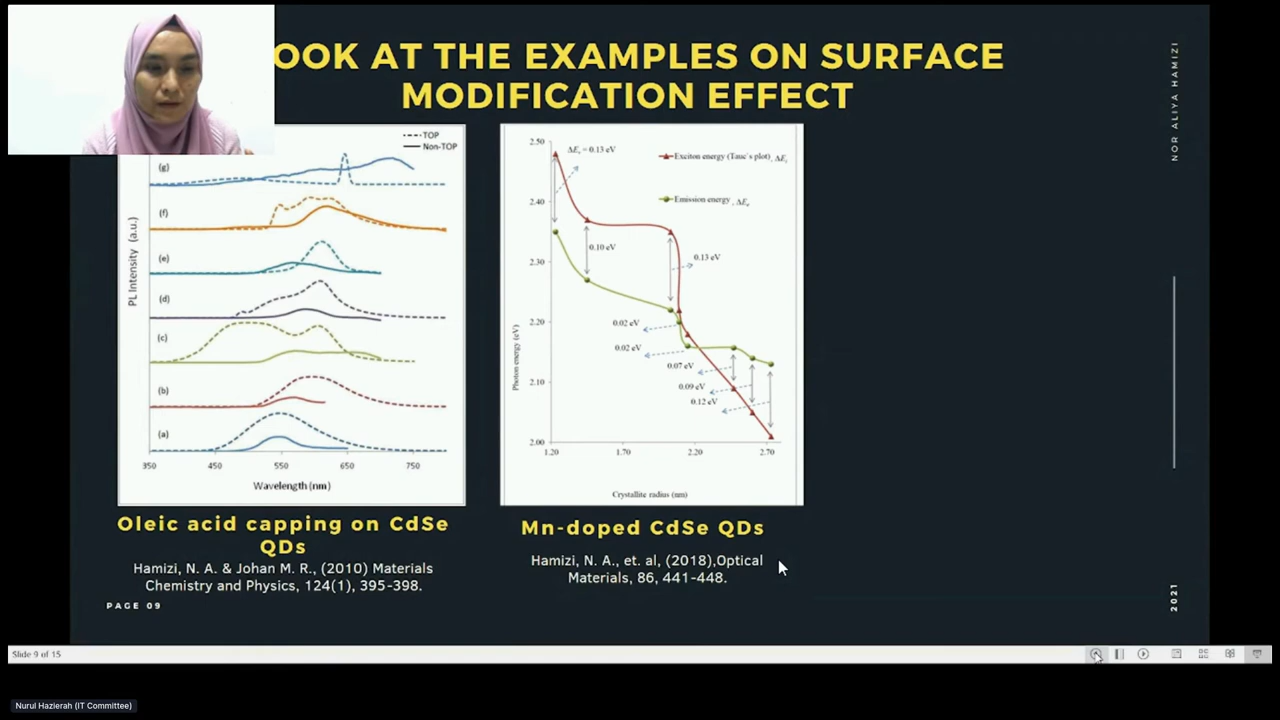 OOK AT THE EXAMPLES ON SURFACE
MODIFICATION EFFECT
NOR ALIYA HAMIZI
TOP
Non-TOP
(g)
(f)
(e)
(d)
(c)
(b)
(a)
PL Intensity (a.u.)
350 450 550 650 750
Wavelength (nm)
2.50
2.40
2.30
2.20
2.10
2.00
Photon energy (eV)
= 0.13 eV
Exciton energy (Tauc's plot)
Emission energy
0.10 eV
0.13 eV
0.02 eV
0.02 eV
0.07 eV
0.09 eV
0.12 eV
1.20 1.70 2.20 2.70
Crystallite radius (nm)
Oleic acid capping on CdSe
QDs
Hamizi, N. A. & Johan M. R., (2010) Materials
Chemistry and Physics, 124(1), 395-398.
Mn-doped CdSe QDs
Hamizi, N. A., et. al, (2018),Optical
Materials, 86, 441-448.
PAGE 09
2021
Slide 9 of 15
Nurul Hazierah (IT Committee)